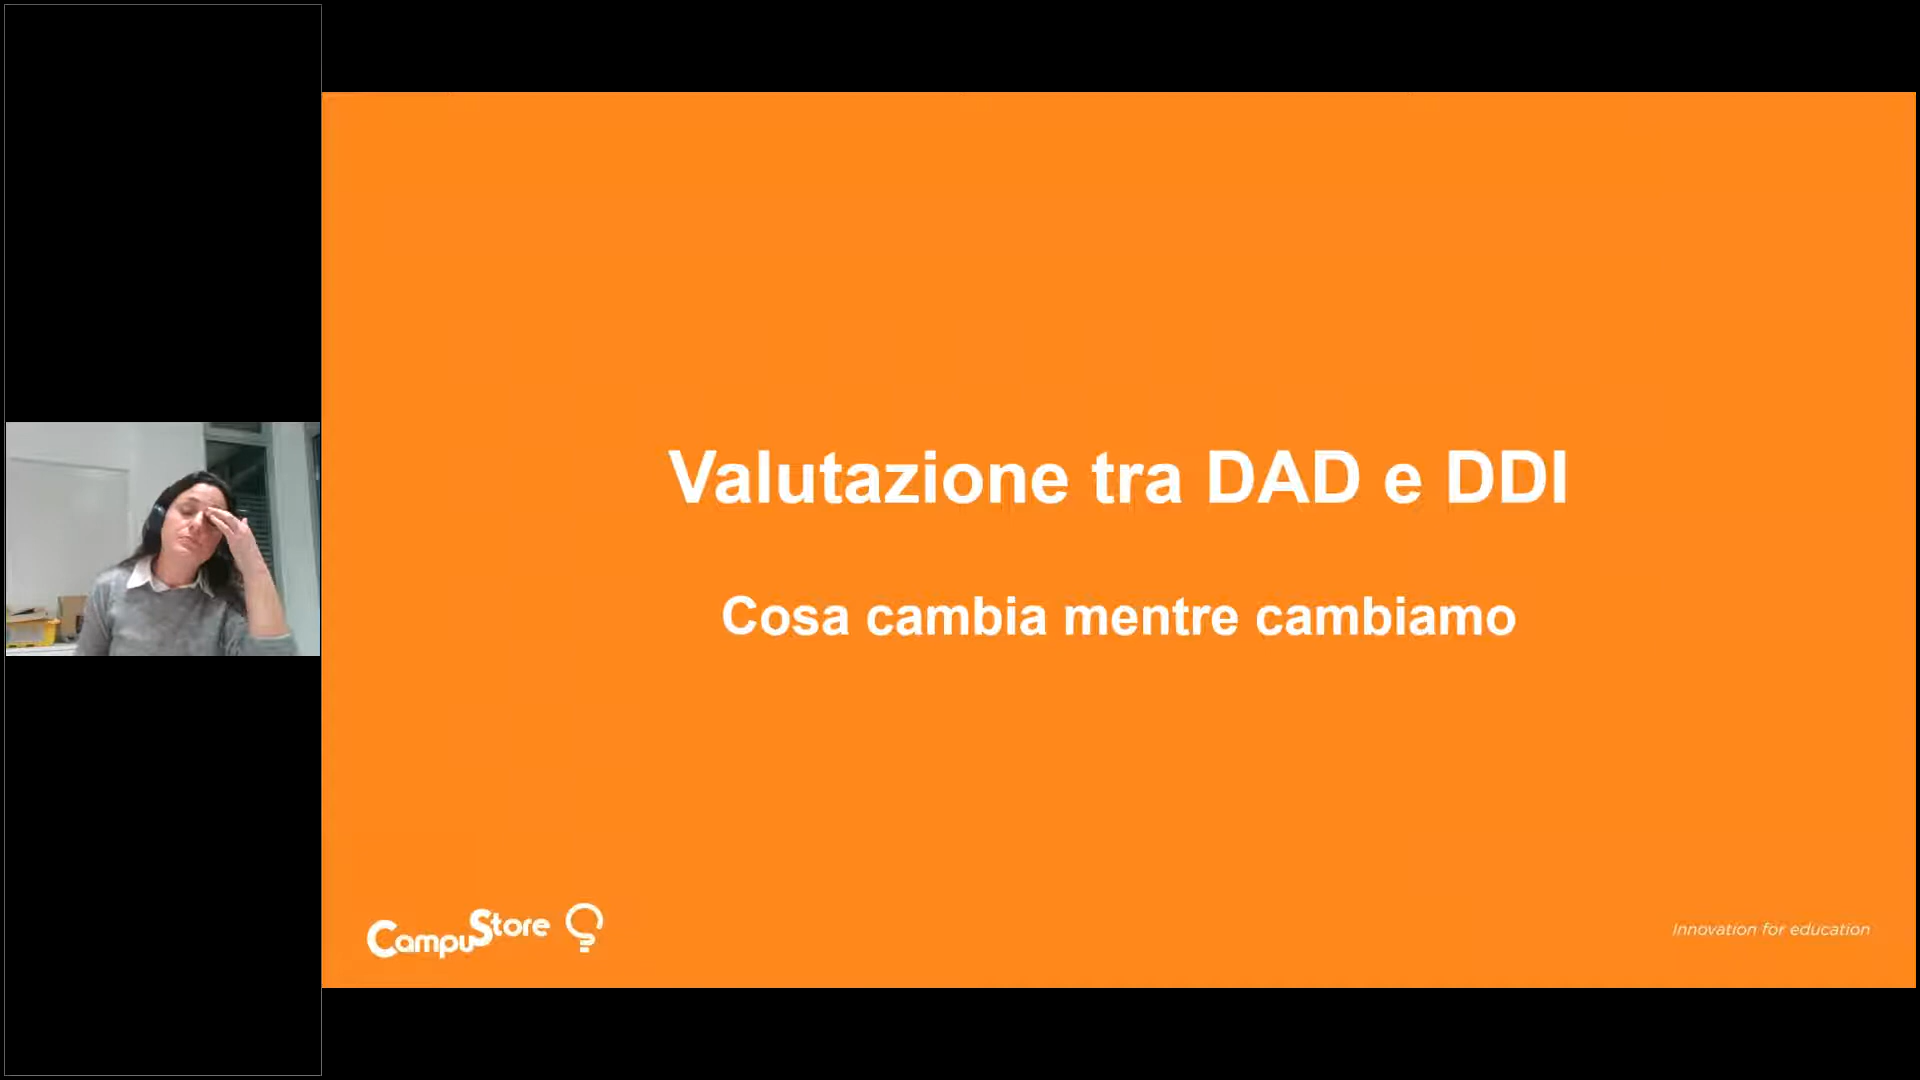 Valutazione tra DAD e DDI
Cosa cambia mentre cambiamo
CampuStore
Innovation for education